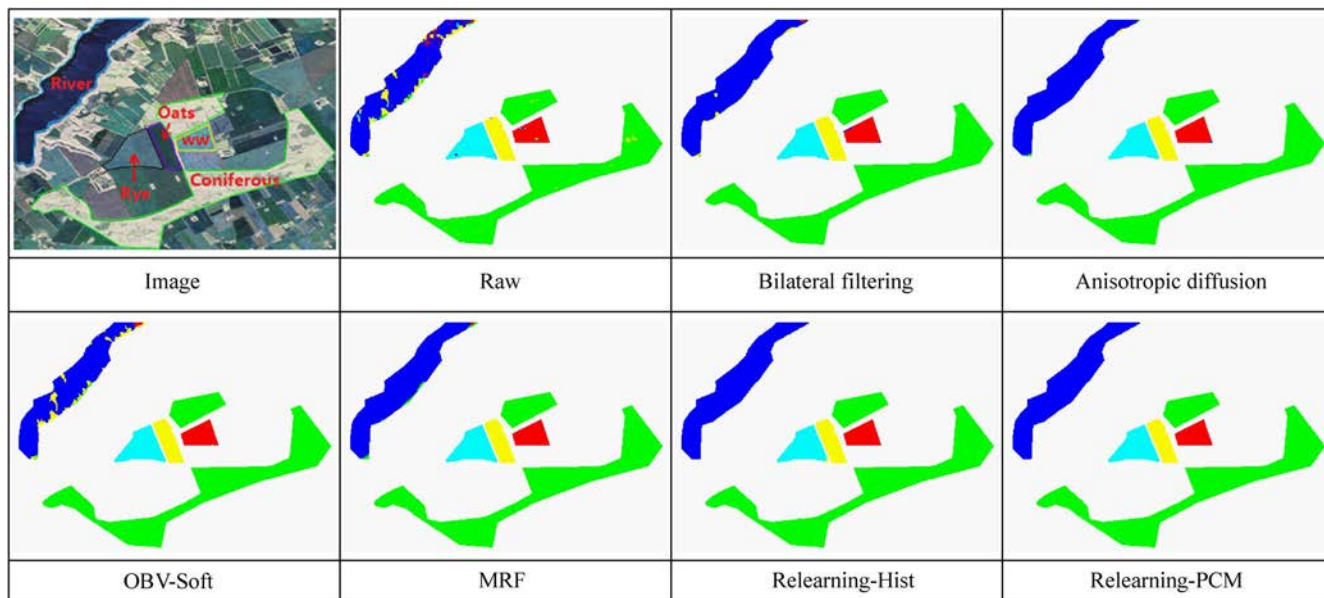 River
Oats
ww
Rye
Coniferous
Image
Raw
Bilateral filtering
Anisotropic diffusion
OBV-Soft
MRF
Relearning-Hist
Relearning-PCM